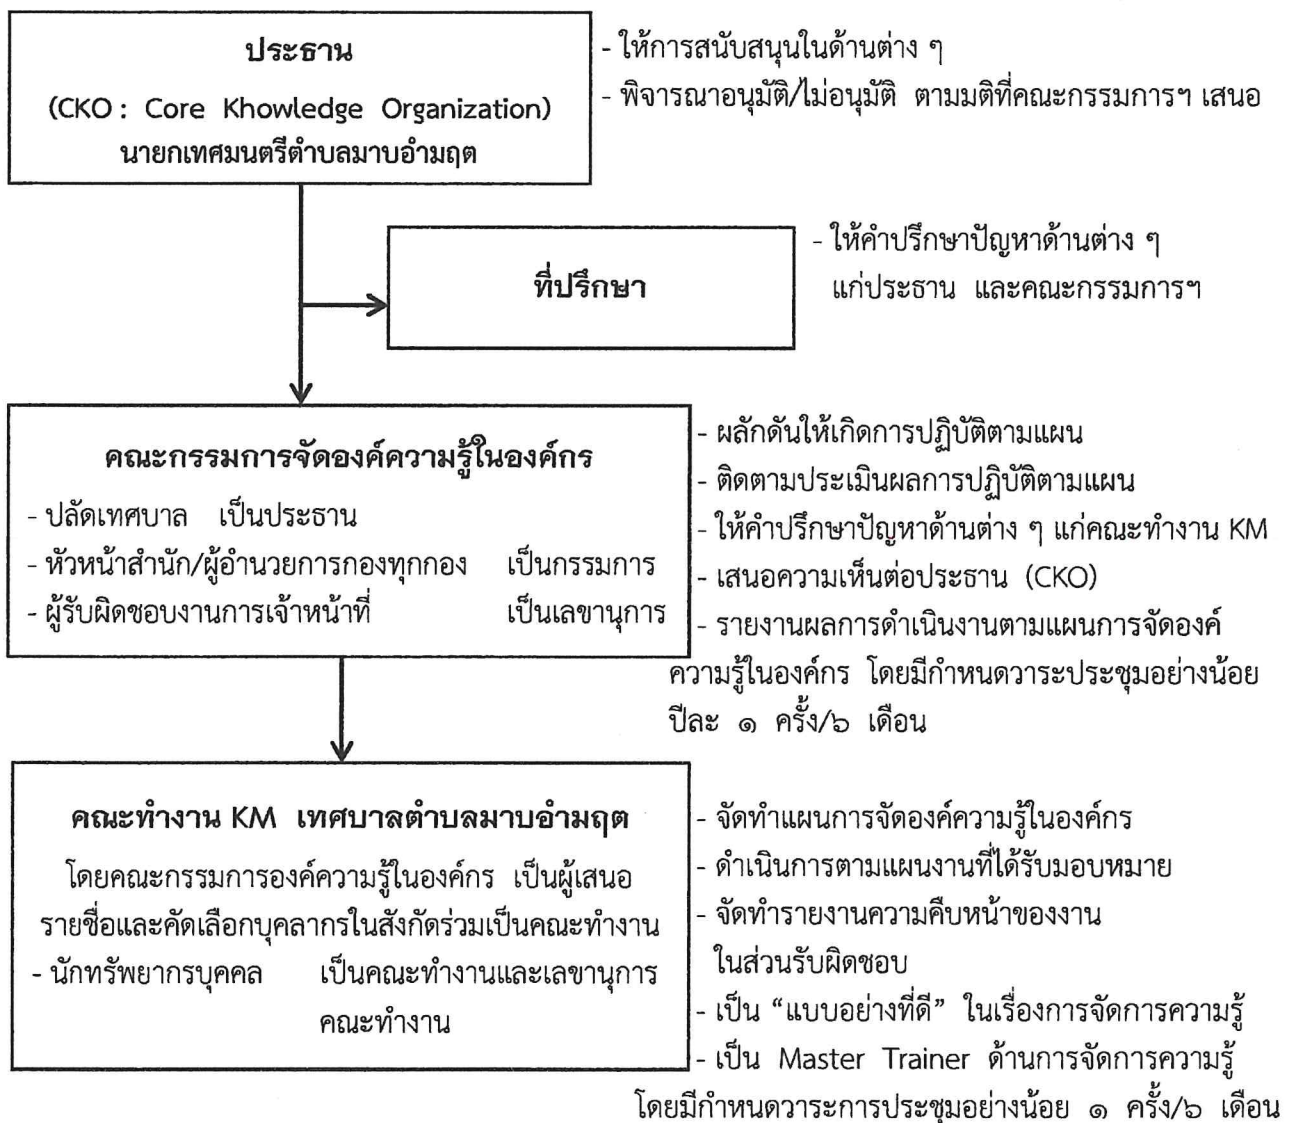 ประธาน
(CKO : Core Khowledge Organization)
นายกเทศมนตรีตำบลมาบอำมฤต
- ให้การสนับสนุนในด้านต่าง ๆ
- พิจารณาอนุมัติ/ไม่อนุมัติ ตามมติที่คณะกรรมการฯ เสนอ
ที่ปรึกษา
- ให้คำปรึกษาปัญหาด้านต่าง ๆ
แก่ประธาน และคณะกรรมการฯ
คณะกรรมการจัดองค์ความรู้ในองค์กร
- ปลัดเทศบาล เป็นประธาน
- หัวหน้าสำนัก/ผู้อำนวยการกองทุกกอง เป็นกรรมการ
- ผู้รับผิดชอบงานการเจ้าหน้าที่ เป็นเลขานุการ
- ผลักดันให้เกิดการปฏิบัติตามแผน
- ติดตามประเมินผลการปฏิบัติตามแผน
- ให้คำปรึกษาปัญหาด้านต่าง ๆ แก่คณะทำงาน KM
- เสนอความเห็นต่อประธาน (CKO)
- รายงานผลการดำเนินงานตามแผนการจัดองค์
ความรู้ในองค์กร โดยมีกำหนดวาระประชุมอย่างน้อย
ปีละ ๑ ครั้ง/๖ เดือน
คณะทำงาน KM เทศบาลตำบลมาบอำมฤต
โดยคณะกรรมการองค์ความรู้ในองค์กร เป็นผู้เสนอ
รายชื่อและคัดเลือกบุคลากรในสังกัดร่วมเป็นคณะทำงาน
- นักทรัพยากรบุคคล เป็นคณะทำงานและเลขานุการ
คณะทำงาน
- จัดทำแผนการจัดองค์ความรู้ในองค์กร
- ดำเนินการตามแผนงานที่ได้รับมอบหมาย
- จัดทำรายงานความคืบหน้าของงาน
ในส่วนรับผิดชอบ
- เป็น “แบบอย่างที่ดี” ในเรื่องการจัดการความรู้
- เป็น Master Trainer ด้านการจัดการความรู้
โดยมีกำหนดวาระการประชุมอย่างน้อย ๑ ครั้ง/๖ เดือน